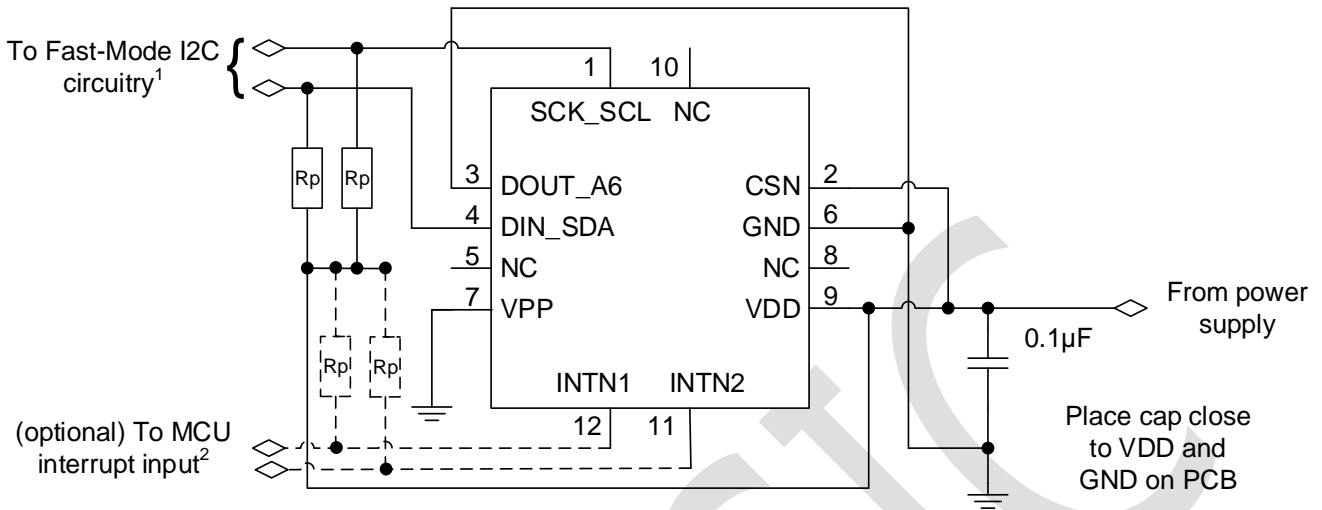 To Fast-Mode I2C
circuitry1
1
10
SCK_SCL NC
Rp
Rp
3
DOUT_A6
CSN
2
4
DIN_SDA
GND
6
5
NC
NC
8
7
VPP
VDD
9
From power
supply
0.1µF
Rp
Rp
INTN1 INTN2
12
11
(optional) To MCU
interrupt input2
Place cap close
to VDD and
GND on PCB